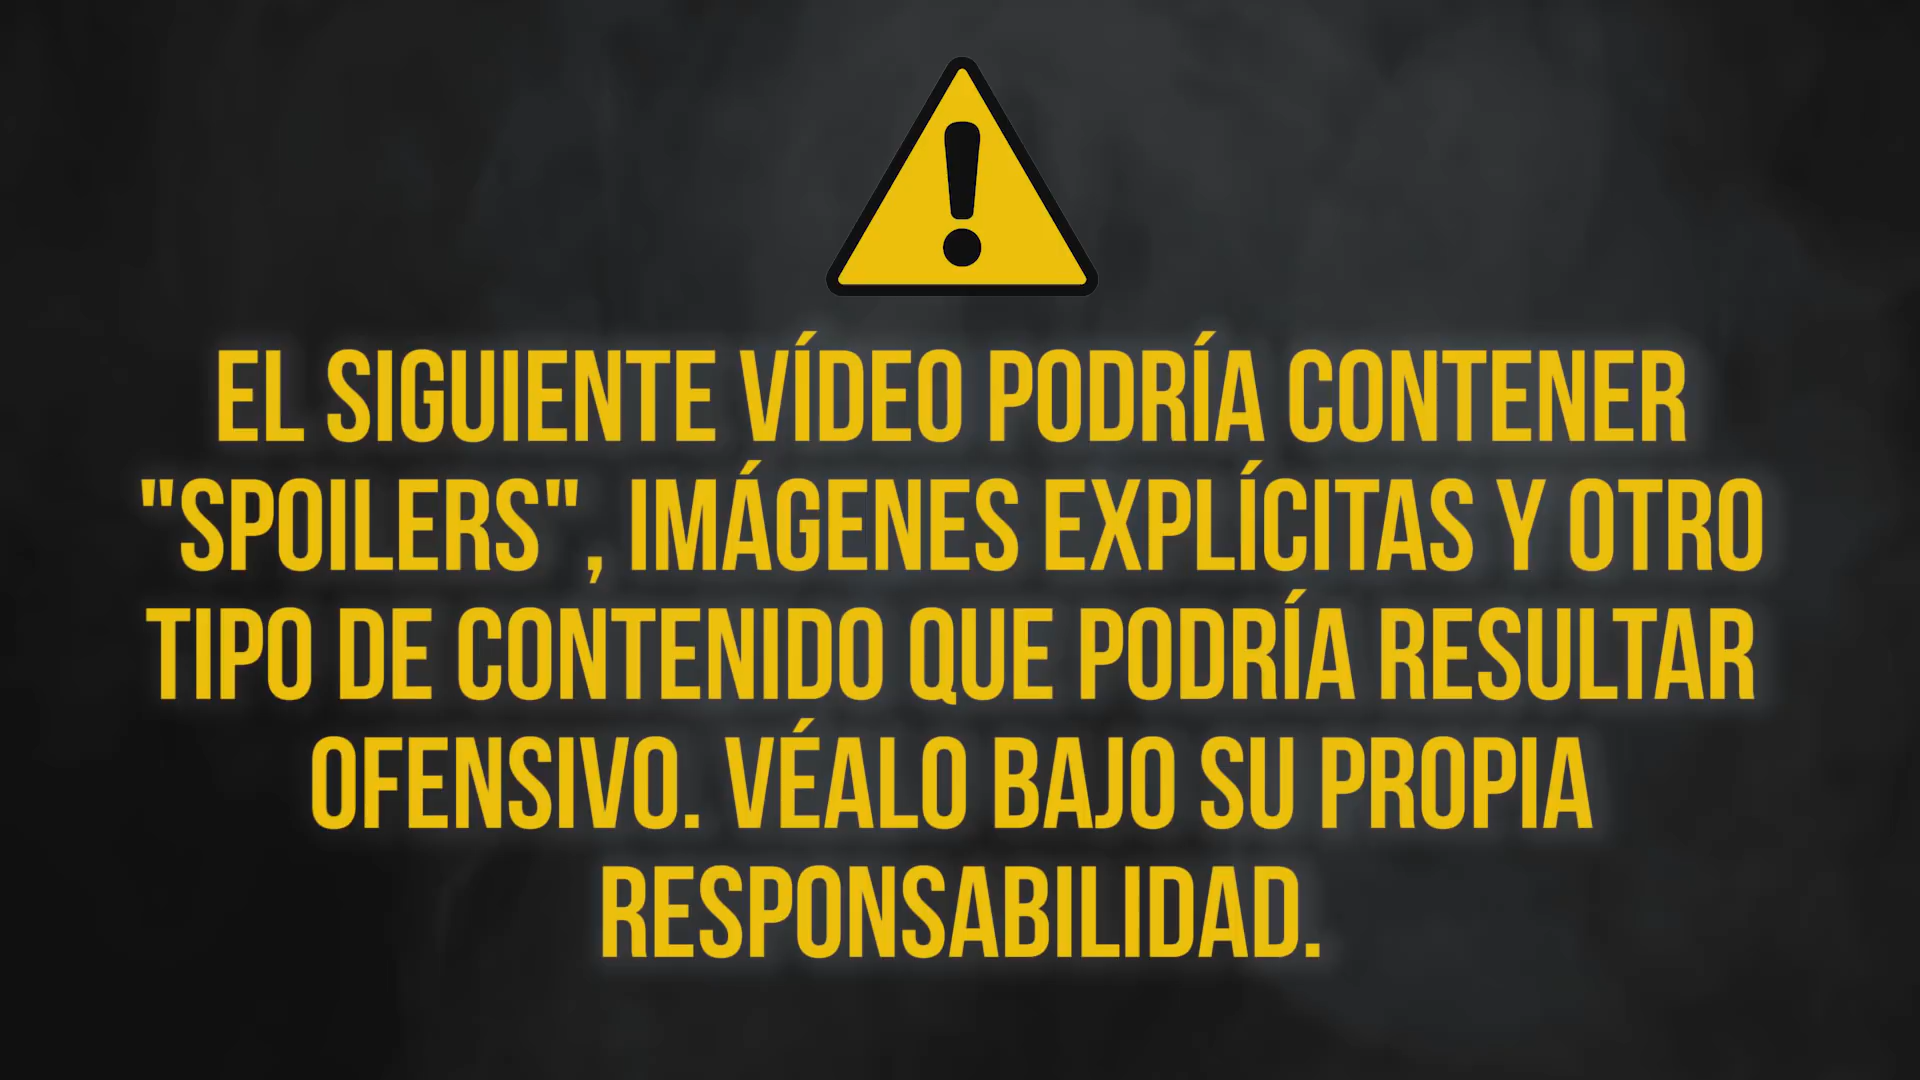 EL SIGUIENTE VÍDEO PODRÍA CONTENER
"SPOILERS", IMÁGENES EXPLÍCITAS Y OTRO
TIPO DE CONTENIDO QUE PODRÍA RESULTAR
OFENSIVO. VÉALO BAJO SU PROPIA
RESPONSABILIDAD.